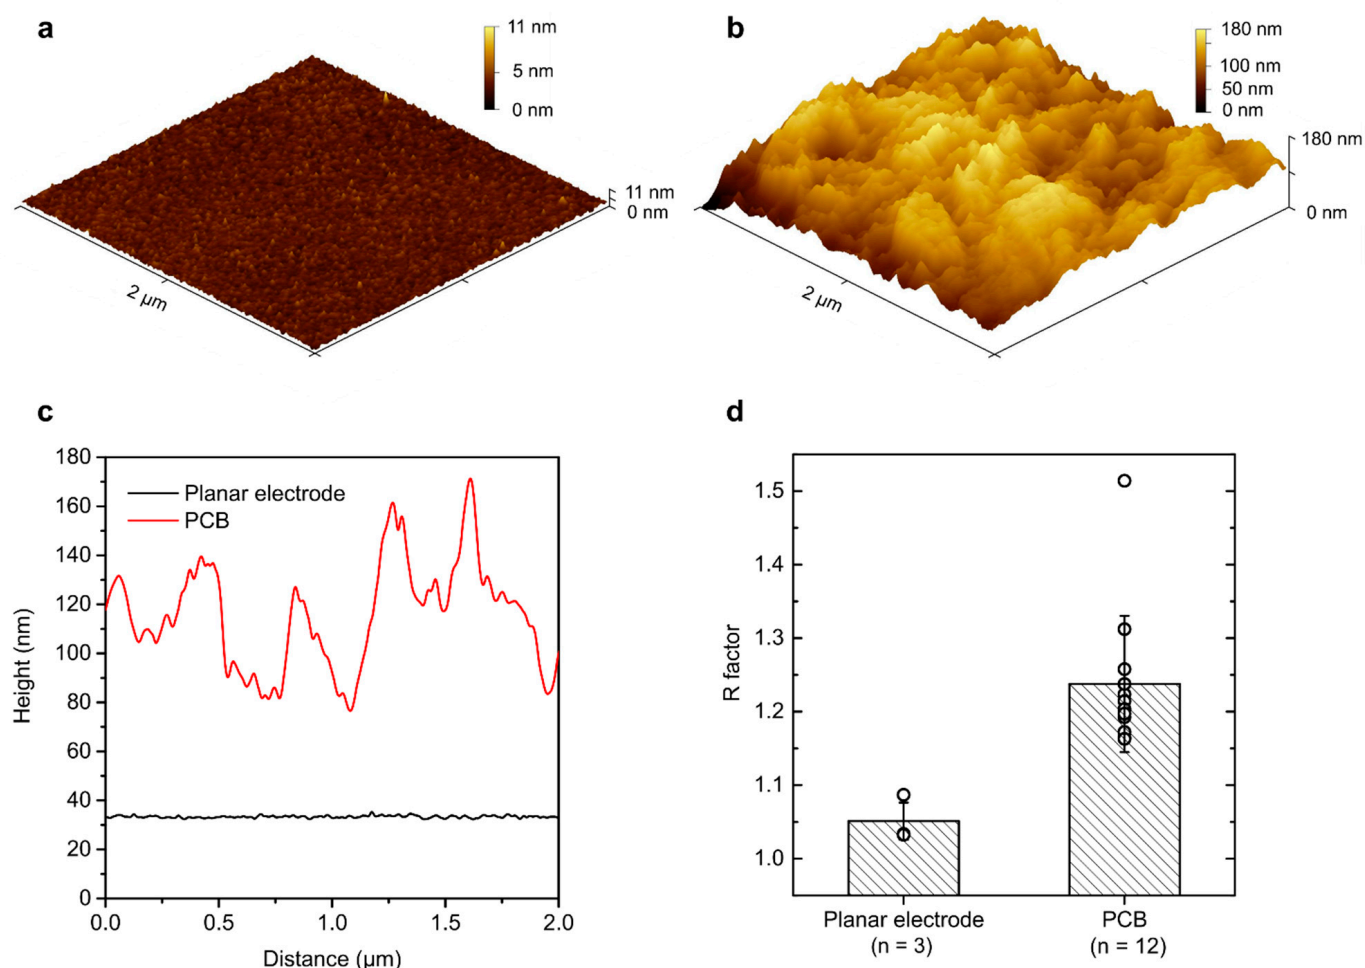 a
11 nm
5 nm
0 nm
11 nm
0 nm
2 µm
b
180 nm
100 nm
50 nm
0 nm
180 nm
0 nm
2 µm
c
180
160
140
120
100
80
60
40
20
0
Height (nm)
Planar electrode
PCB
0.0 0.5 1.0 1.5 2.0
Distance (µm)
d
1.5
1.4
1.3
1.2
1.1
1.0
R factor
Planar electrode PCB
(n = 3) (n = 12)